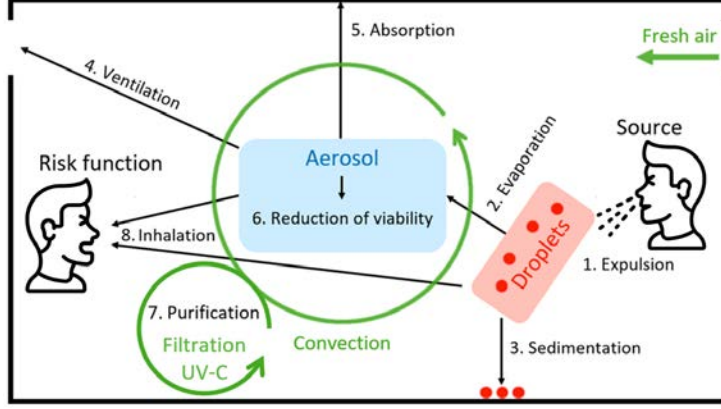 5. Absorption
Fresh air
4. Ventilation
Source
Risk function
Aerosol
2. Evaporation
6. Reduction of viability
Droplets
8. Inhalation
1. Expulsion
7. Purification
Filtration
UV-C
Convection
3. Sedimentation